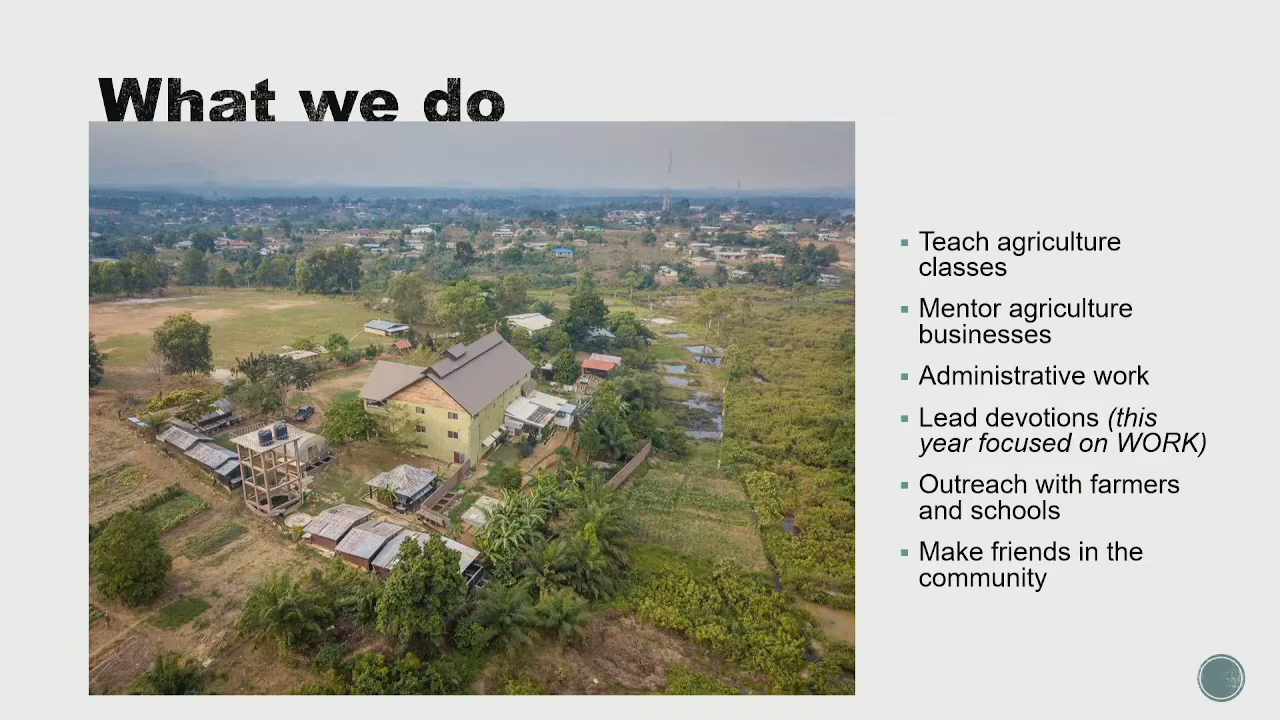 What we do
Teach agriculture
classes
Mentor agriculture
businesses
Administrative work
Lead devotions (this
year focused on WORK)
Outreach with farmers
and schools
Make friends in the
community